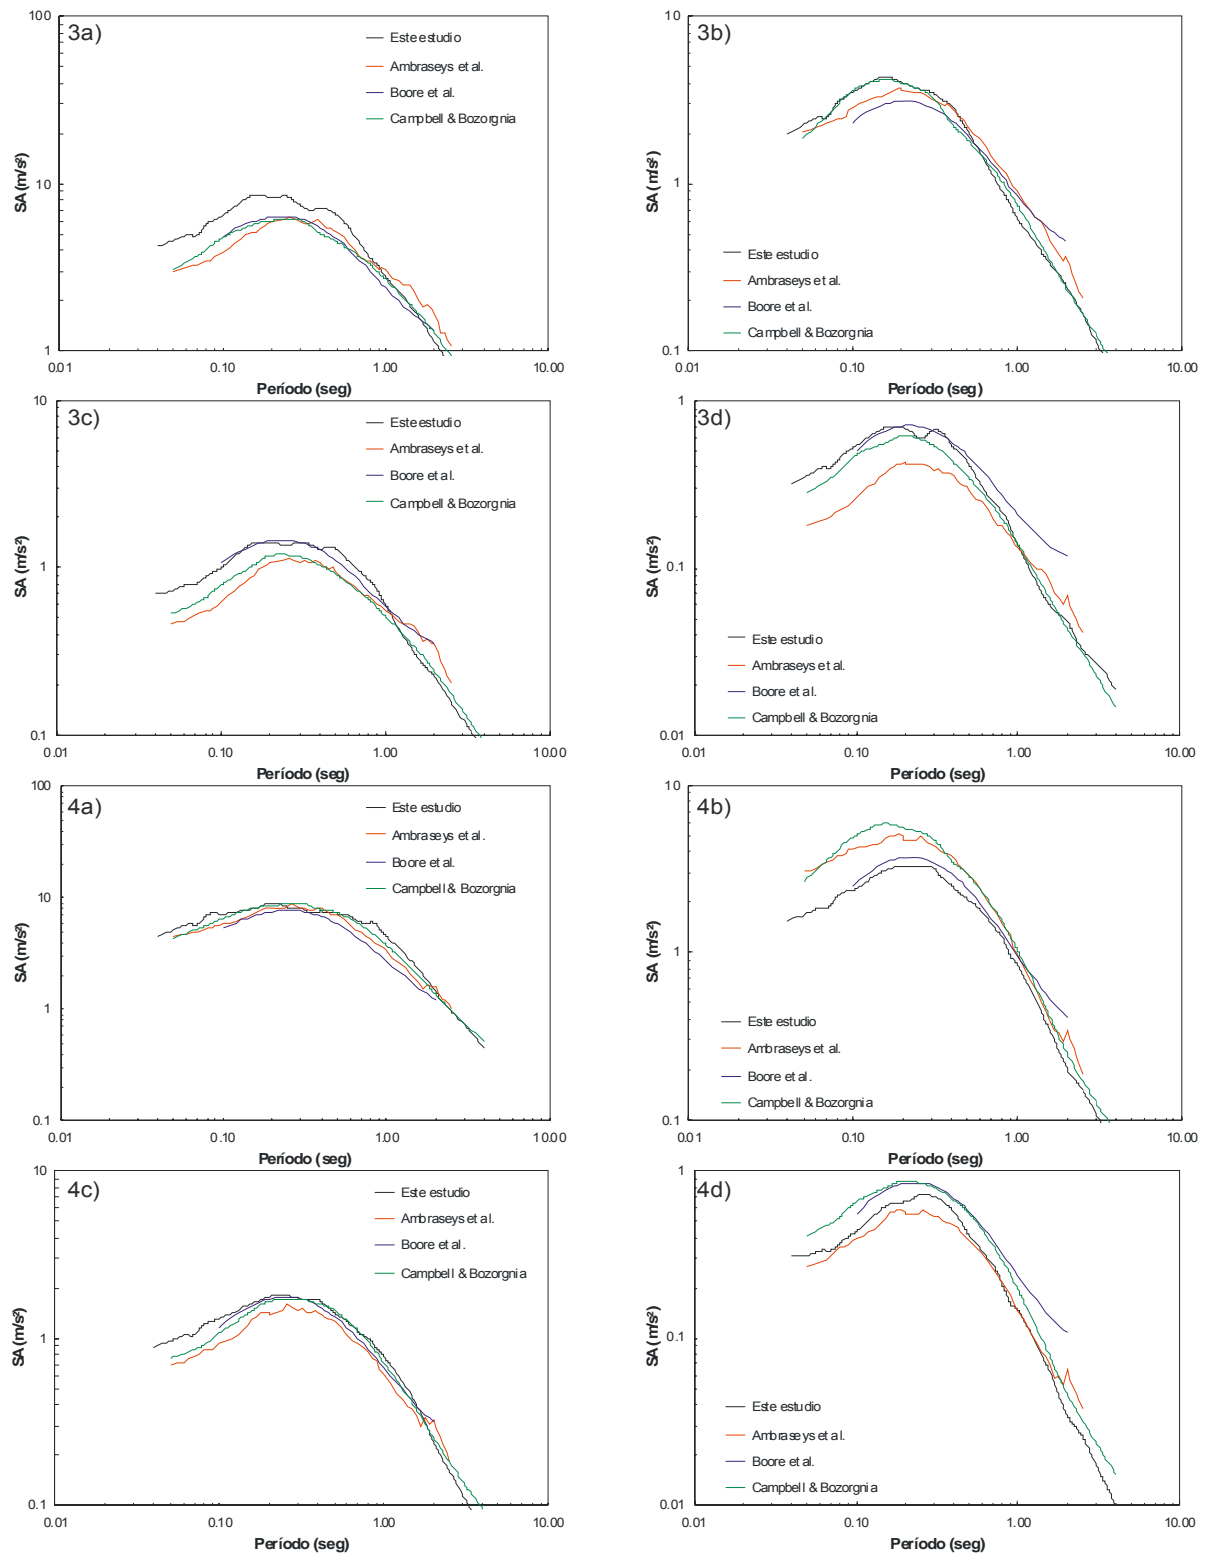 3a)
100
10
1
SA (m/s²)
Este estudio
Ambraseys et al.
Boore et al.
Campbell & Bozorgnia
0.01
0.10
1.00
10.00
Período (seg)
3b)
10
1
0.1
SA (m/s²)
Este estudio
Ambraseys et al.
Boore et al.
Campbell & Bozorgnia
0.01
0.10
1.00
10.00
Período (seg)
3c)
10
1
0.1
SA (m/s²)
Este estudio
Ambraseys et al.
Boore et al.
Campbell & Bozorgnia
0.01
0.10
1.00
10.00
Período (seg)
3d)
1
0.1
0.01
SA (m/s²)
Este estudio
Ambraseys et al.
Boore et al.
Campbell & Bozorgnia
0.01
0.10
1.00
10.00
Período (seg)
4a)
100
10
1
0.1
SA (m/s²)
Este estudio
Ambraseys et al.
Boore et al.
Campbell & Bozorgnia
0.01
0.10
1.00
10.00
Período (seg)
4b)
10
1
0.1
SA (m/s²)
Este estudio
Ambraseys et al.
Boore et al.
Campbell & Bozorgnia
0.01
0.10
1.00
10.00
Período (seg)
4c)
10
1
0.1
SA (m/s²)
Este estudio
Ambraseys et al.
Boore et al.
Campbell & Bozorgnia
0.01
0.10
1.00
10.00
Período (seg)
4d)
1
0.1
0.01
SA (m/s²)
Este estudio
Ambraseys et al.
Boore et al.
Campbell & Bozorgnia
0.01
0.10
1.00
10.00
Período (seg)